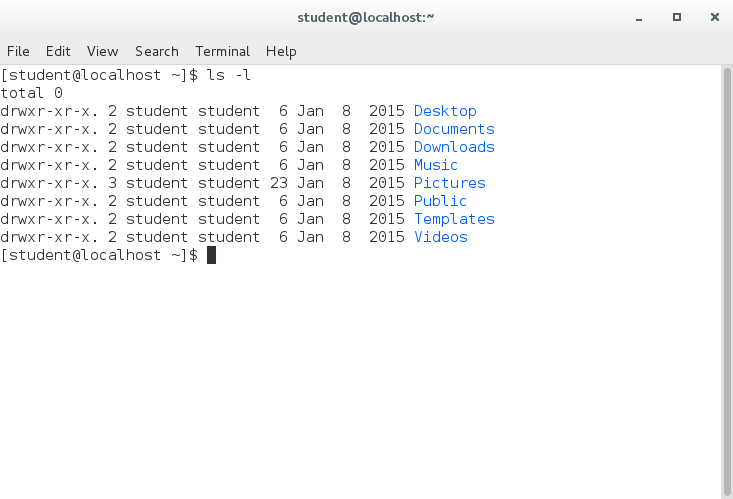 student@localhost:~
File Edit View Search Terminal Help
[student@localhost ~]$ ls -l
total 0
drwxr-xr-x. 2 student student  6 Jan  8  2015 Desktop
drwxr-xr-x. 2 student student  6 Jan  8  2015 Documents
drwxr-xr-x. 2 student student  6 Jan  8  2015 Downloads
drwxr-xr-x. 2 student student  6 Jan  8  2015 Music
drwxr-xr-x. 3 student student 23 Jan  8  2015 Pictures
drwxr-xr-x. 2 student student  6 Jan  8  2015 Public
drwxr-xr-x. 2 student student  6 Jan  8  2015 Templates
drwxr-xr-x. 2 student student  6 Jan  8  2015 Videos
[student@localhost ~]$